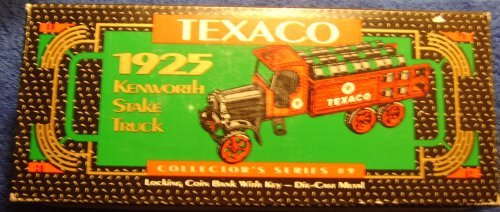 TEXACO
1925
KENWORTH
STAKE
TRUCK
TEXACO
COLLECTOR'S SERIES #9
Locking Coin Bank With Key – Die-Cast Metal